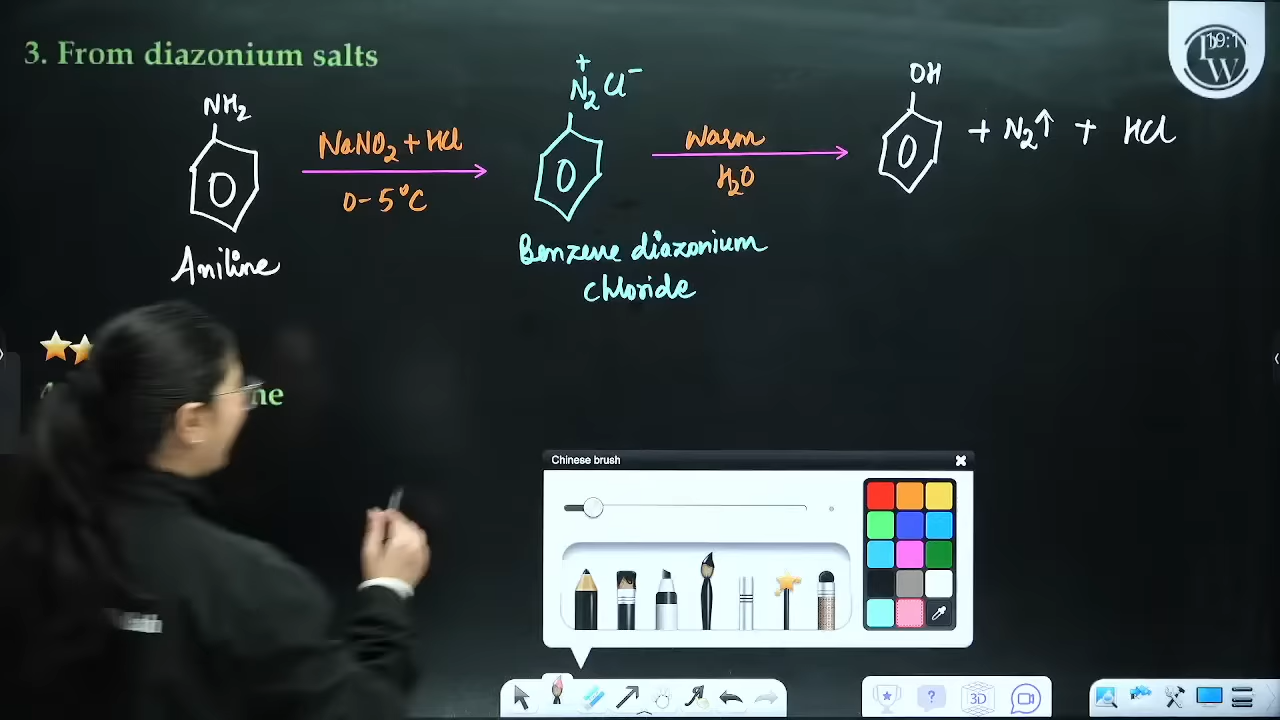 3. From diazonium salts
NH2
NaNO2 + HCl
0-5°C
Aniline
+
N2Cl−
Benzene diazonium
chloride
Warm
H2O
OH
+ N2↑ + HCl
W
ne
Chinese brush
?
3D